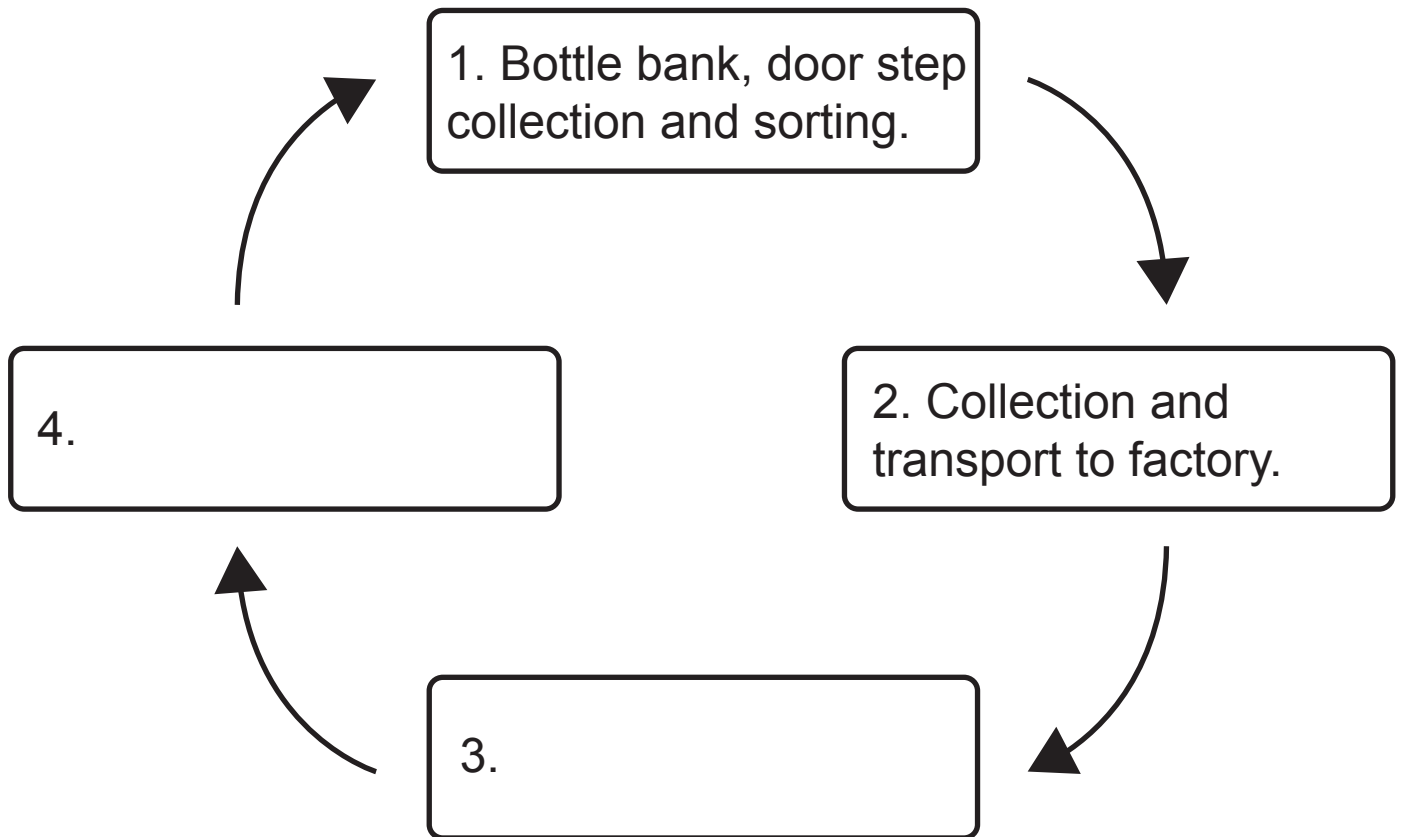 1. Bottle bank, door step
collection and sorting.
2. Collection and
transport to factory.
3.
4.